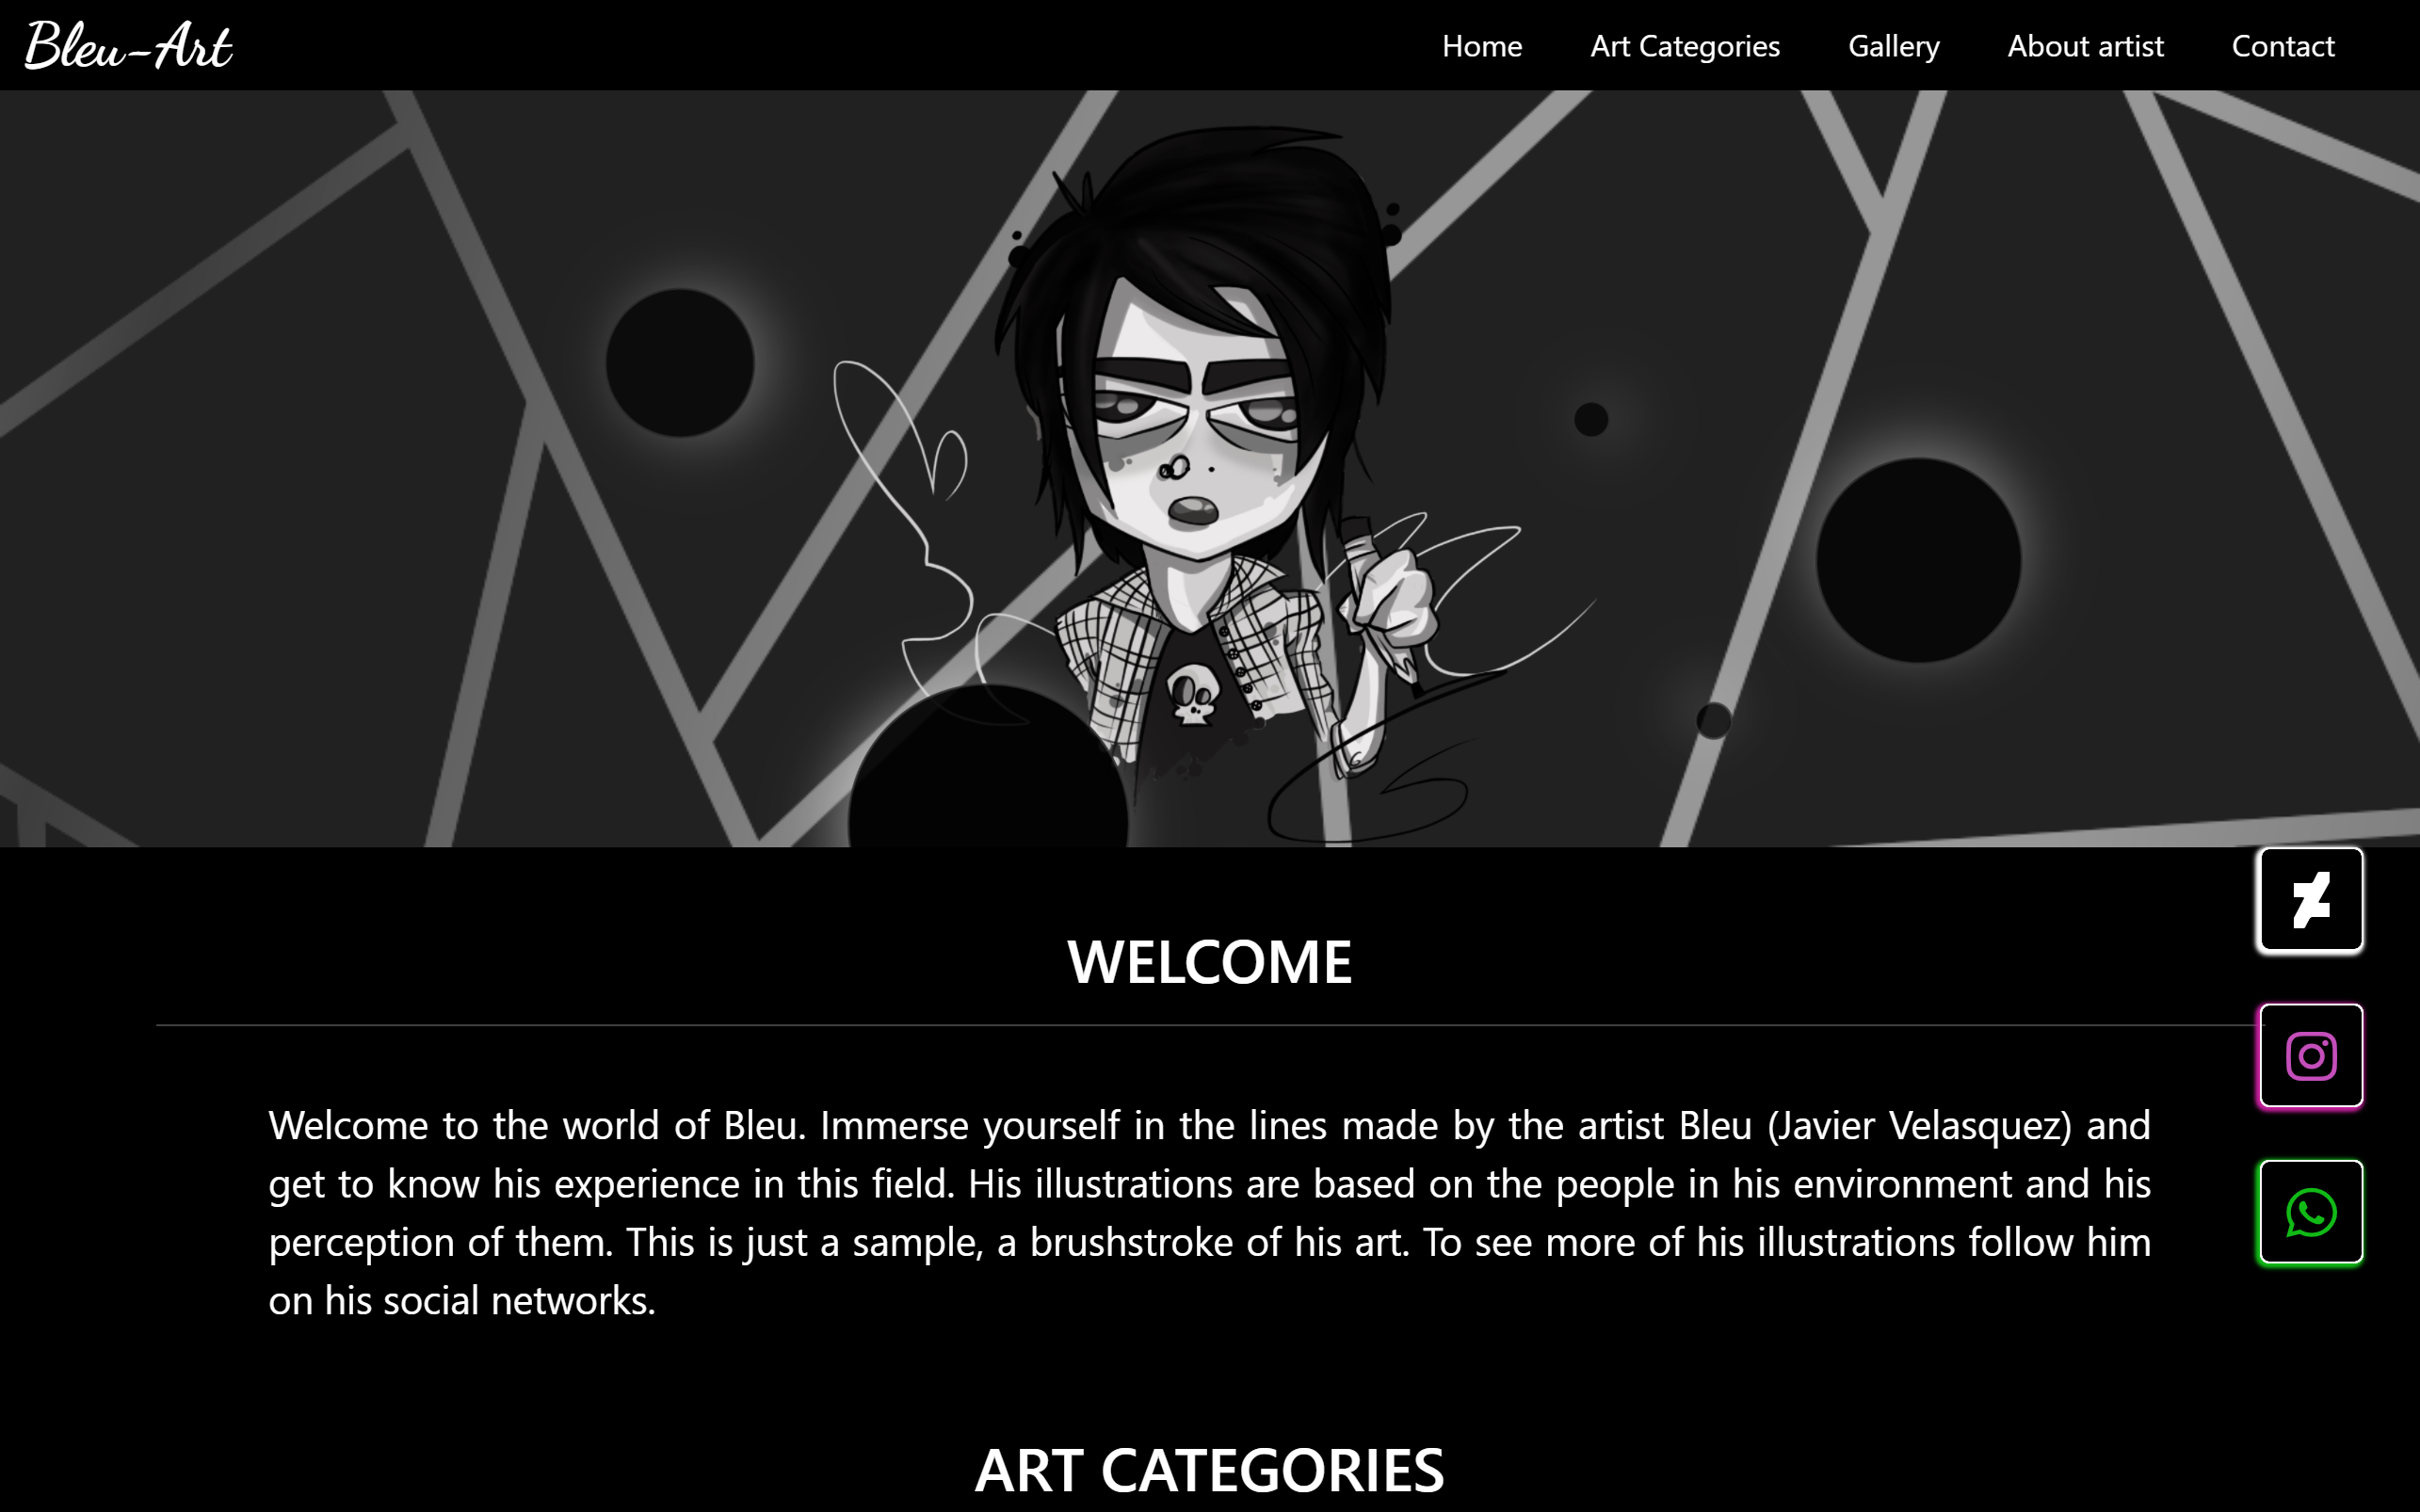 Bleu-Art
Home
Art Categories
Gallery
About artist
Contact
WELCOME
Welcome to the world of Bleu. Immerse yourself in the lines made by the artist Bleu (Javier Velasquez) and
get to know his experience in this field. His illustrations are based on the people in his environment and his
perception of them. This is just a sample, a brushstroke of his art. To see more of his illustrations follow him
on his social networks.
ART CATEGORIES